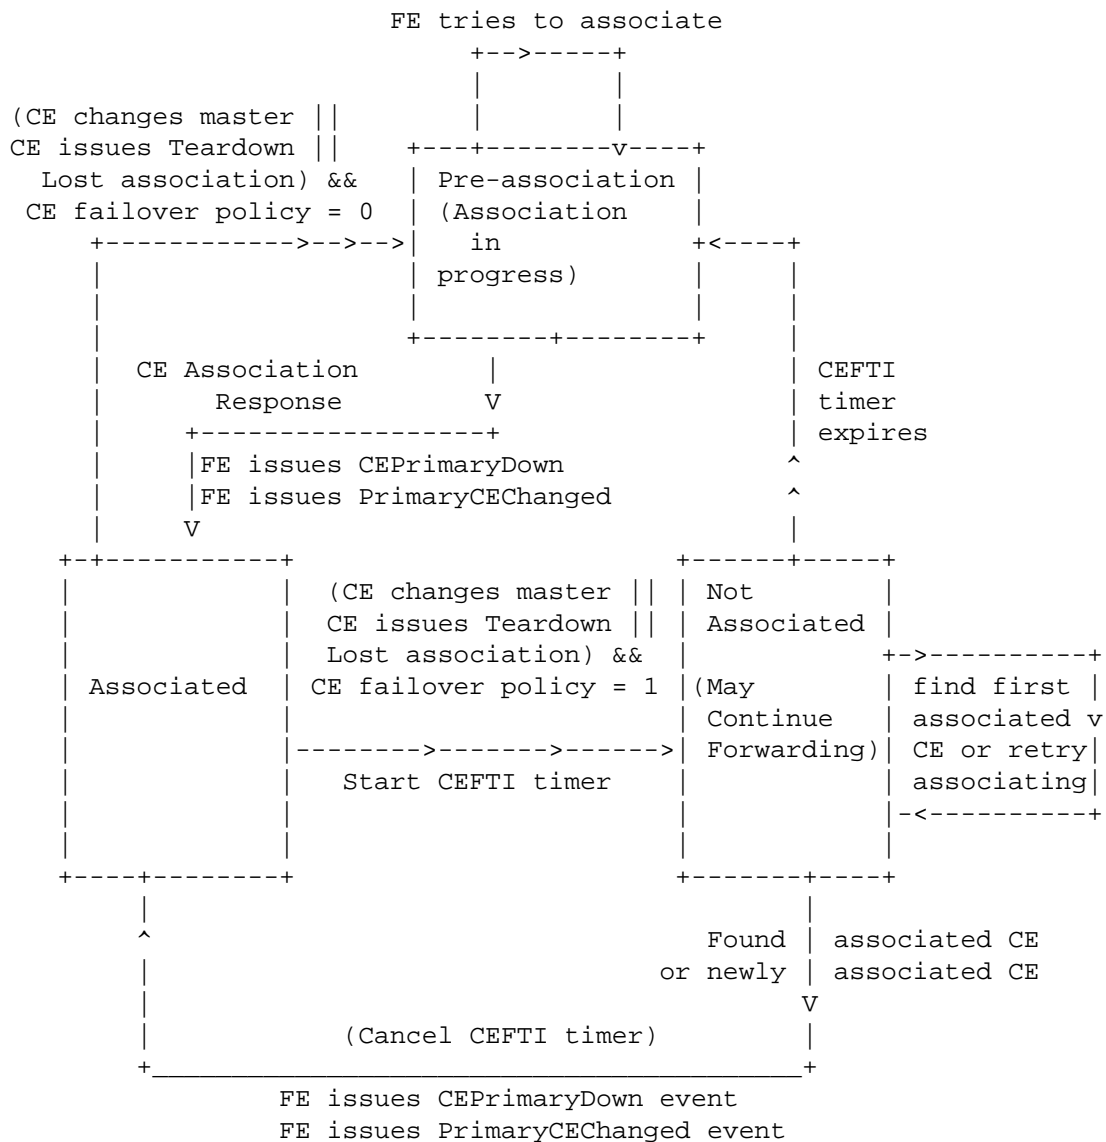 FE tries to associate
+-->-----+
|        |
(CE changes master ||        |        |
CE issues Teardown ||    +---+--------v----+
Lost association) &&   | Pre-association |
CE failover policy = 0  | (Association    |
+------------>-->-->|   in            +<----+
|                   | progress)       |     |
|                   |                 |     |
|                   +--------+--------+     |
|  CE Association        |                  | CEFTI
|       Response         V                  | timer
|     +------------------+                  | expires
|     |FE issues CEPrimaryDown              ^
|     |FE issues PrimaryCEChanged           ^
|     V                                     |
+-+-----------+                        +------+-----+
|             |  (CE changes master || | Not        |
|             |  CE issues Teardown || | Associated |
|             |  Lost association) &&  |            +->----------+
| Associated  | CE failover policy = 1 |(May        | find first |
|             |                        | Continue   | associated v
|             |-------->------->------>| Forwarding)| CE or retry|
|             |   Start CEFTI timer    |            | associating|
|             |                        |            |-<----------+
|             |                        |            |
+----+--------+                        +-------+----+
|                                         |
^                                   Found | associated CE
|                                or newly | associated CE
|                                         V
|            (Cancel CEFTI timer)         |
+_________________________________________+
FE issues CEPrimaryDown event
FE issues PrimaryCEChanged event